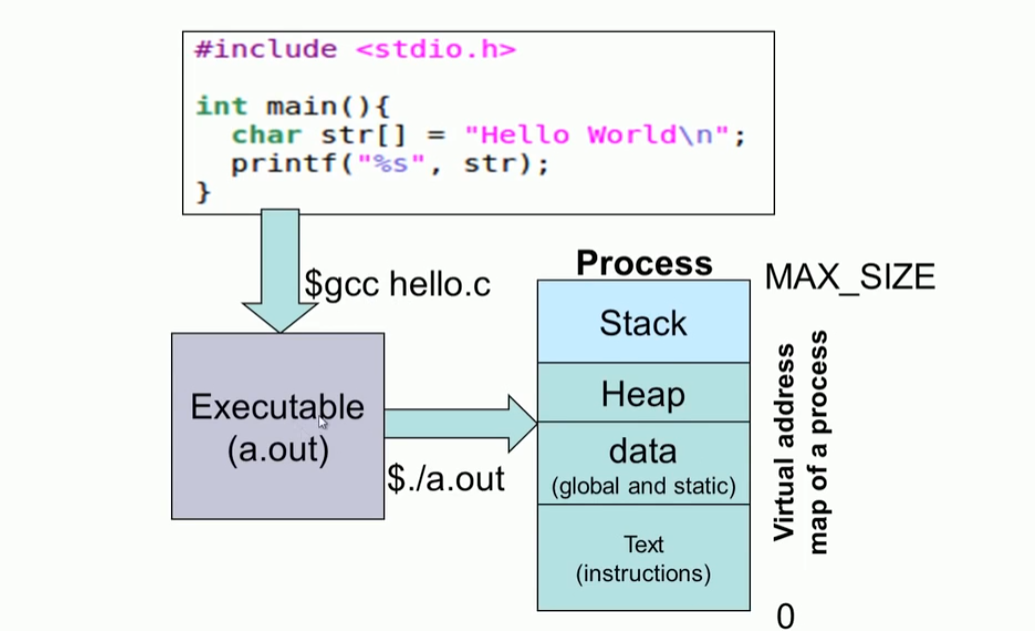 #include <stdio.h>
int main(){
char str[] = "Hello World\n";
printf("%s", str);
}
$gcc hello.c
Executable
(a.out)
$./a.out
Process
Stack
Heap
data
(global and static)
Text
(instructions)
MAX_SIZE
Virtual address
map of a process
0